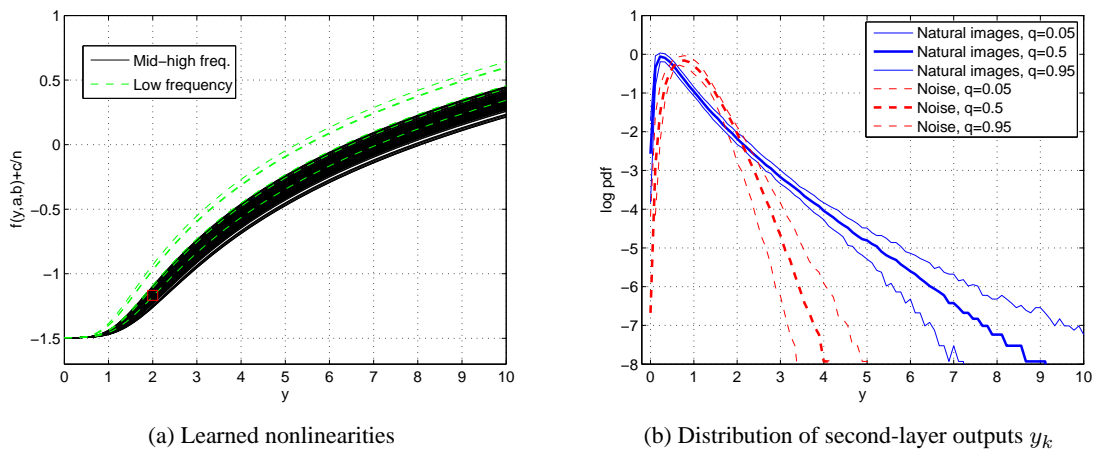 1
0.5
0
−0.5
−1
−1.5
f(y,a,b)+c/n
Mid−high freq.
Low frequency
0 1 2 3 4 5 6 7 8 9 10
y
(a) Learned nonlinearities
1
0
−1
−2
−3
−4
−5
−6
−7
−8
log pdf
Natural images, q=0.05
Natural images, q=0.5
Natural images, q=0.95
Noise, q=0.05
Noise, q=0.5
Noise, q=0.95
0 1 2 3 4 5 6 7 8 9 10
y
(b) Distribution of second-layer outputs yk